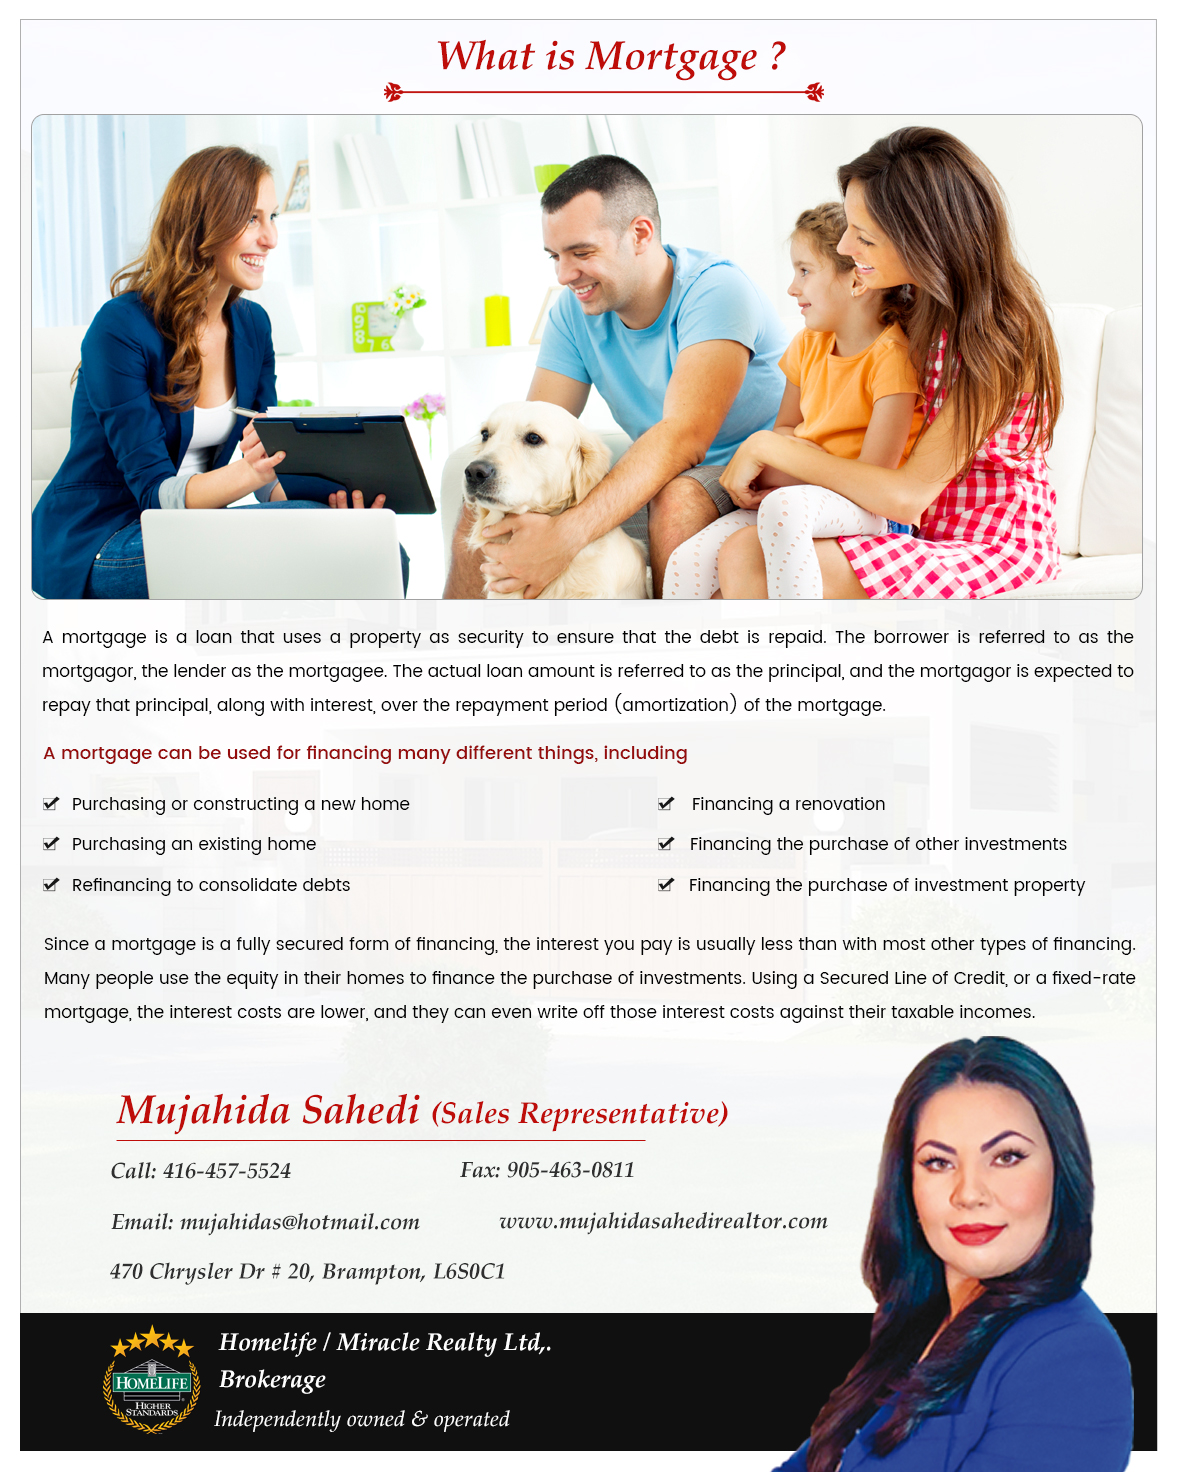 What is Mortgage ?
A mortgage is a loan that uses a property as security to ensure that the debt is repaid. The borrower is referred to as the
mortgagor, the lender as the mortgagee. The actual loan amount is referred to as the principal, and the mortgagor is expected to
repay that principal, along with interest, over the repayment period (amortization) of the mortgage.
A mortgage can be used for financing many different things, including
Purchasing or constructing a new home
Financing a renovation
Purchasing an existing home
Financing the purchase of other investments
Refinancing to consolidate debts
Financing the purchase of investment property
Since a mortgage is a fully secured form of financing, the interest you pay is usually less than with most other types of financing.
Many people use the equity in their homes to finance the purchase of investments. Using a Secured Line of Credit, or a fixed-rate
mortgage, the interest costs are lower, and they can even write off those interest costs against their taxable incomes.
Mujahida Sahedi (Sales Representative)
Call: 416-457-5524
Fax: 905-463-0811
Email: mujahidas@hotmail.com
www.mujahidasahedirealtor.com
470 Chrysler Dr # 20, Brampton, L6S0C1
Homelife / Miracle Realty Ltd,.
Brokerage
Independently owned & operated
HOMELIFE
HIGHER
STANDARDS